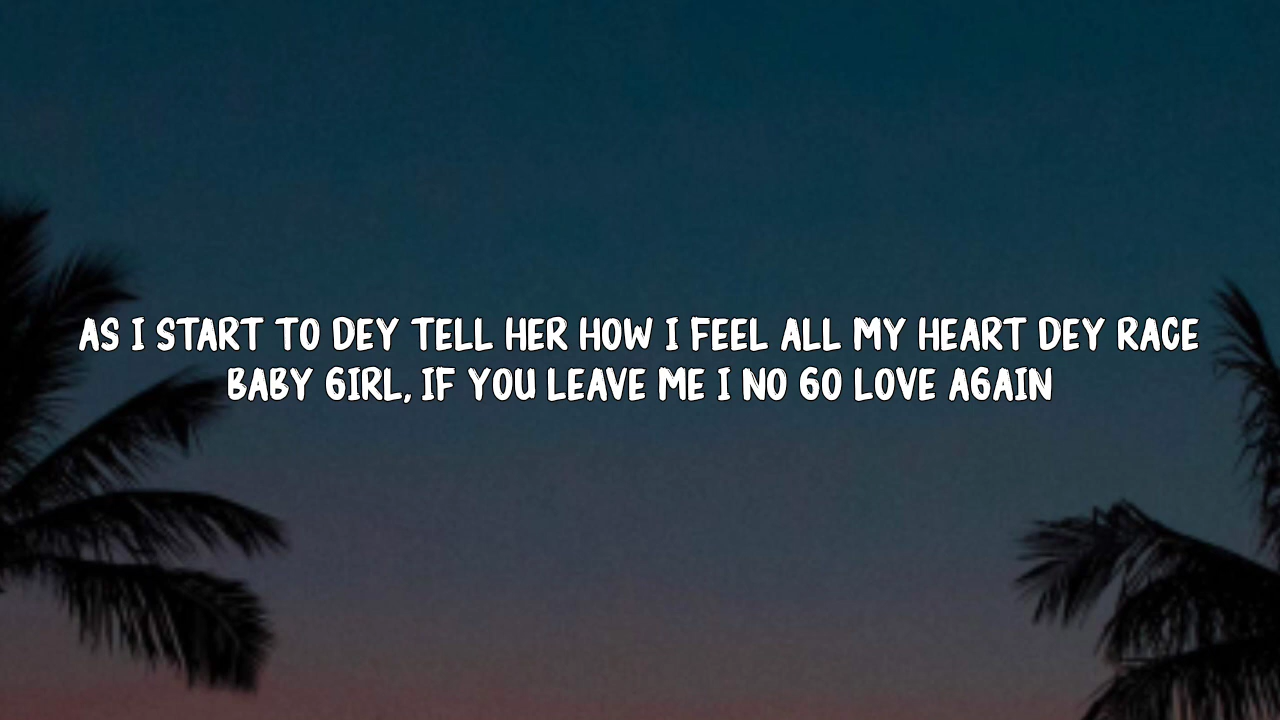 AS I START TO DEY TELL HER HOW I FEEL ALL MY HEART DEY RACE
BABY GIRL, IF YOU LEAVE ME I NO GO LOVE AGAIN